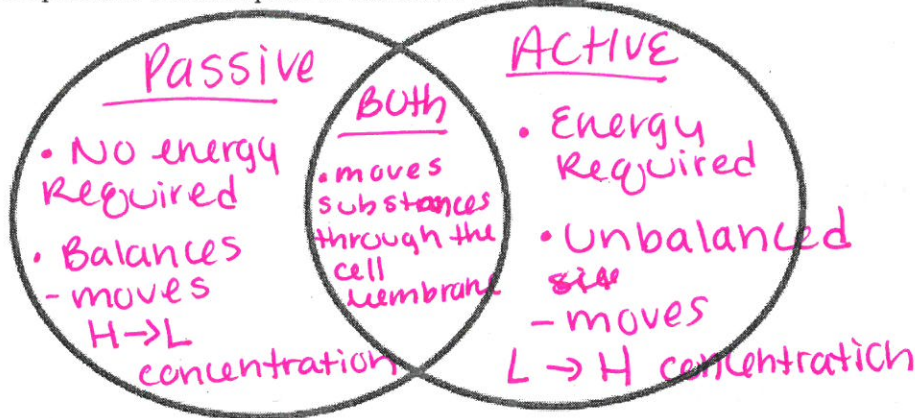 Passive
• No energy
Required
• Balances
- moves
H→L
concentration
Both
• moves
substances
through the
cell
membrane
ACTIVE
• Energy
Required
• Unbalanced
- moves
L → H concentration